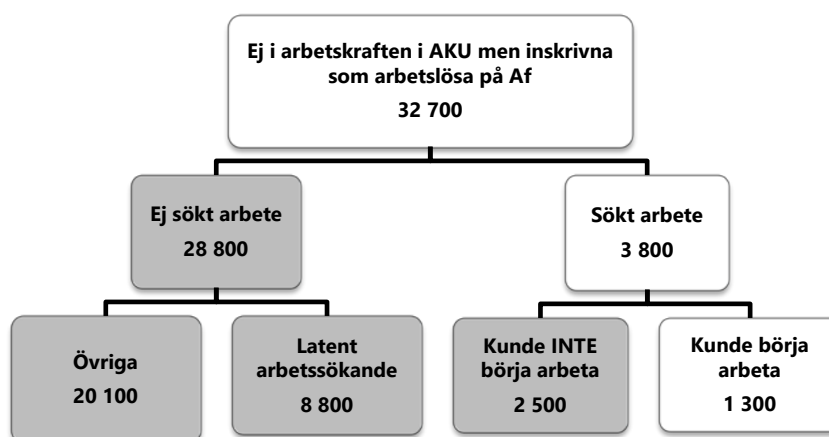 Ej i arbetskraften i AKU men inskrivna
som arbetslösa på Af
32 700
Ej sökt arbete
28 800
Sökt arbete
3 800
Övriga
20 100
Latent
arbetssökande
8 800
Kunde INTE
börja arbeta
2 500
Kunde börja
arbeta
1 300